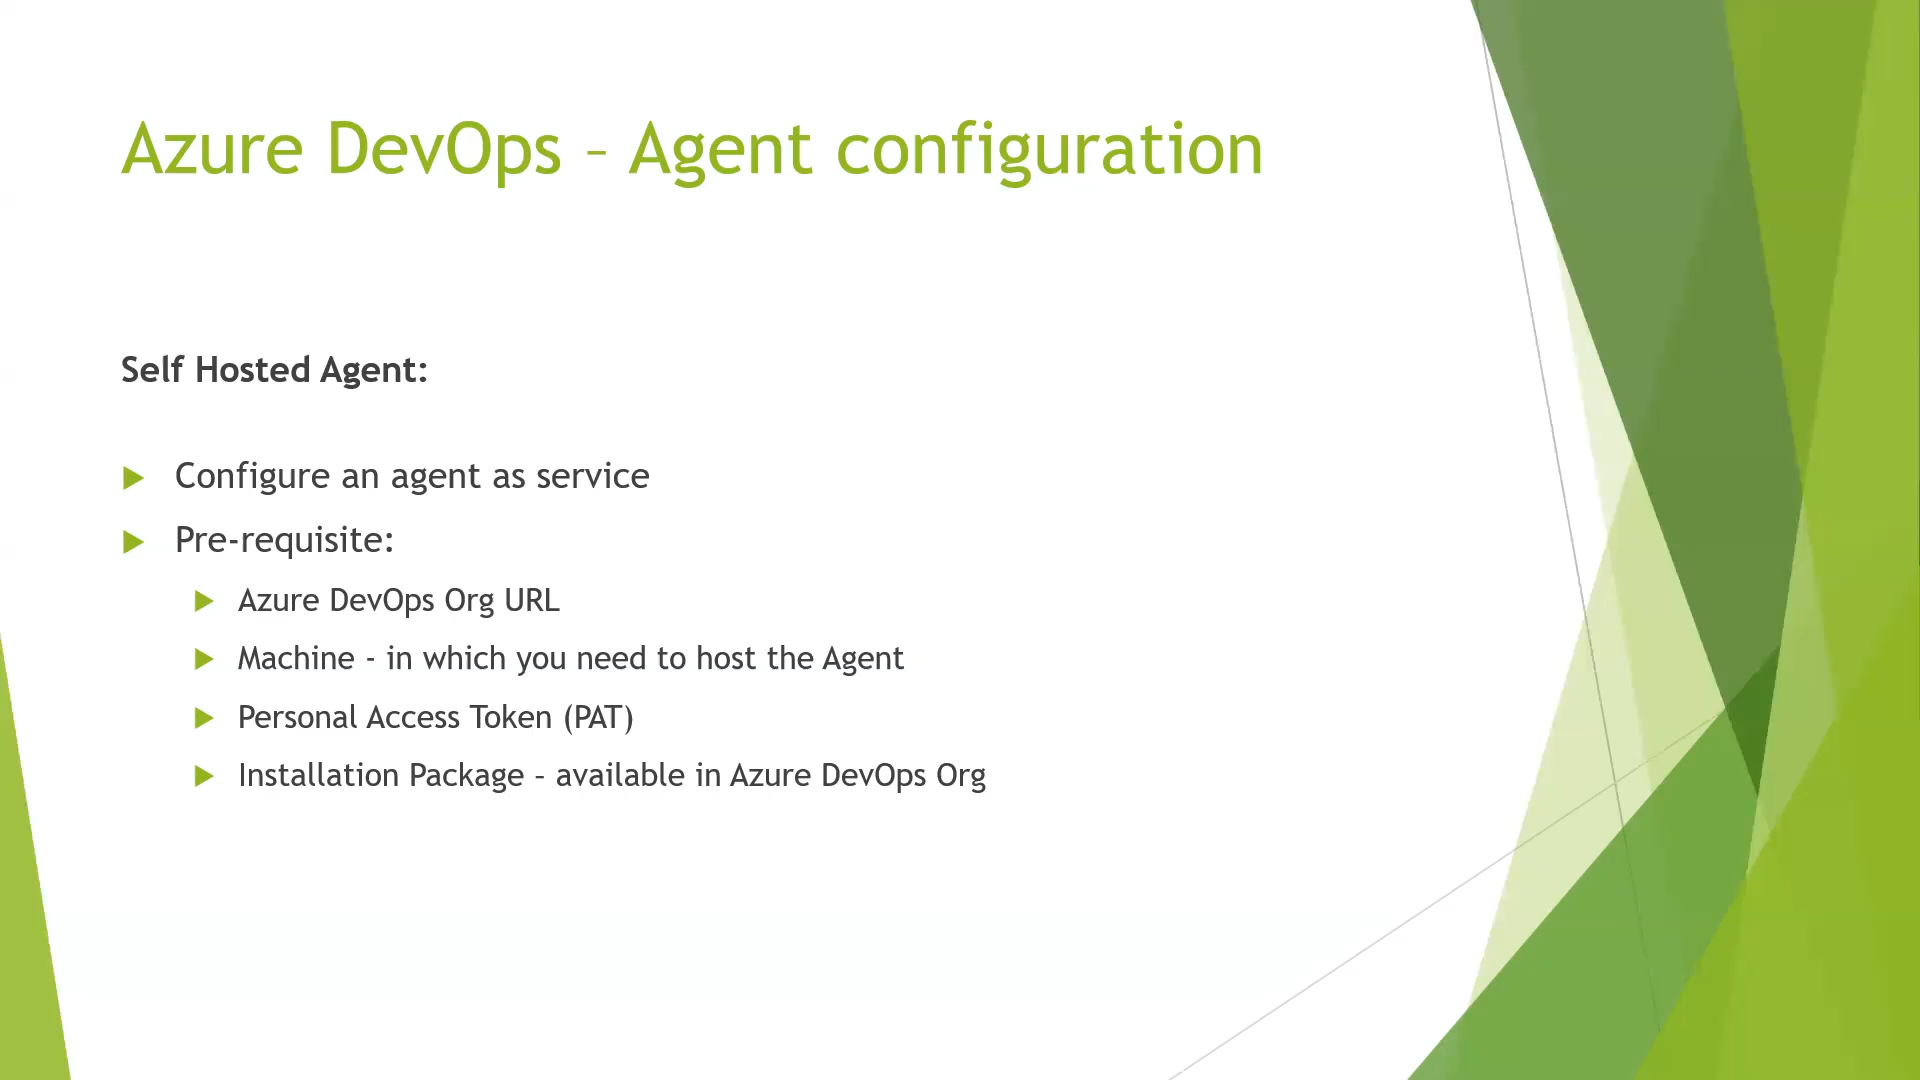 Azure DevOps – Agent configuration
Self Hosted Agent:
Configure an agent as service
Pre-requisite:
Azure DevOps Org URL
Machine - in which you need to host the Agent
Personal Access Token (PAT)
Installation Package – available in Azure DevOps Org